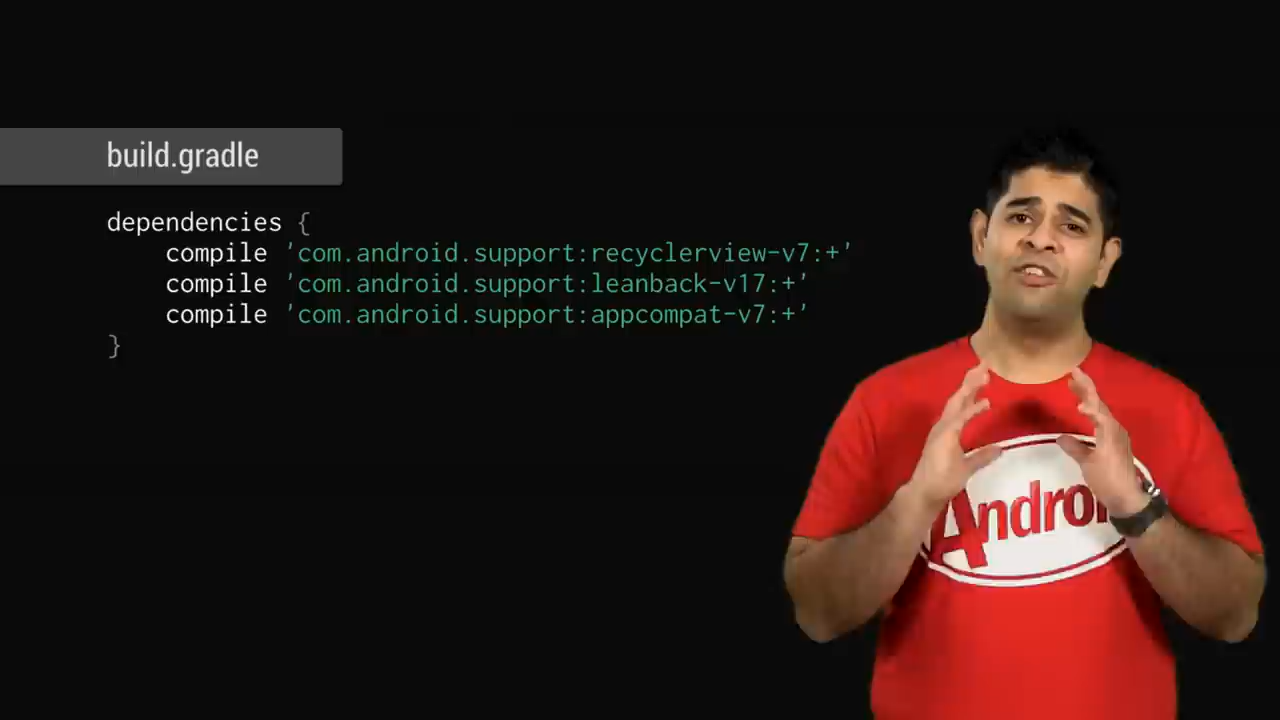 build.gradle
dependencies {
compile 'com.android.support:recyclerview-v7:+'
compile 'com.android.support:leanback-v17:+'
compile 'com.android.support:appcompat-v7:+'
}